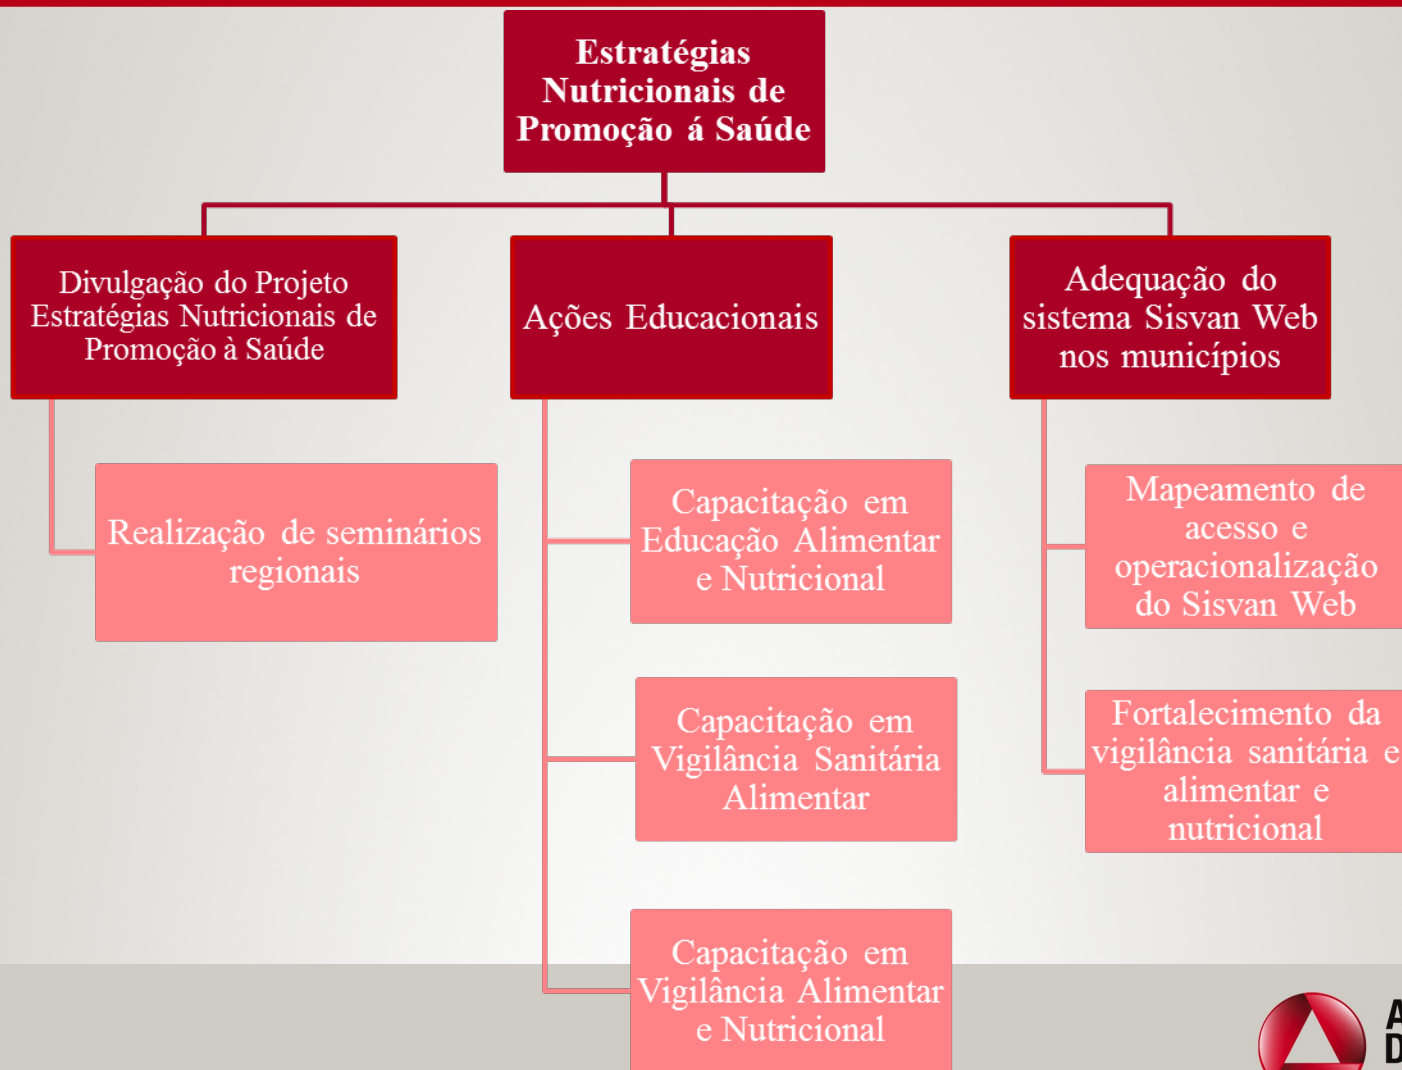 Estratégias
Nutricionais de
Promoção á Saúde
Divulgação do Projeto
Estratégias Nutricionais de
Promoção à Saúde
Ações Educacionais
Adequação do
sistema Sisvan Web
nos municípios
Realização de seminários
regionais
Capacitação em
Educação Alimentar
e Nutricional
Capacitação em
Vigilância Sanitária
Alimentar
Capacitação em
Vigilância Alimentar
e Nutricional
Mapeamento de
acesso e
operacionalização
do Sisvan Web
Fortalecimento da
vigilância sanitária e
alimentar e
nutricional